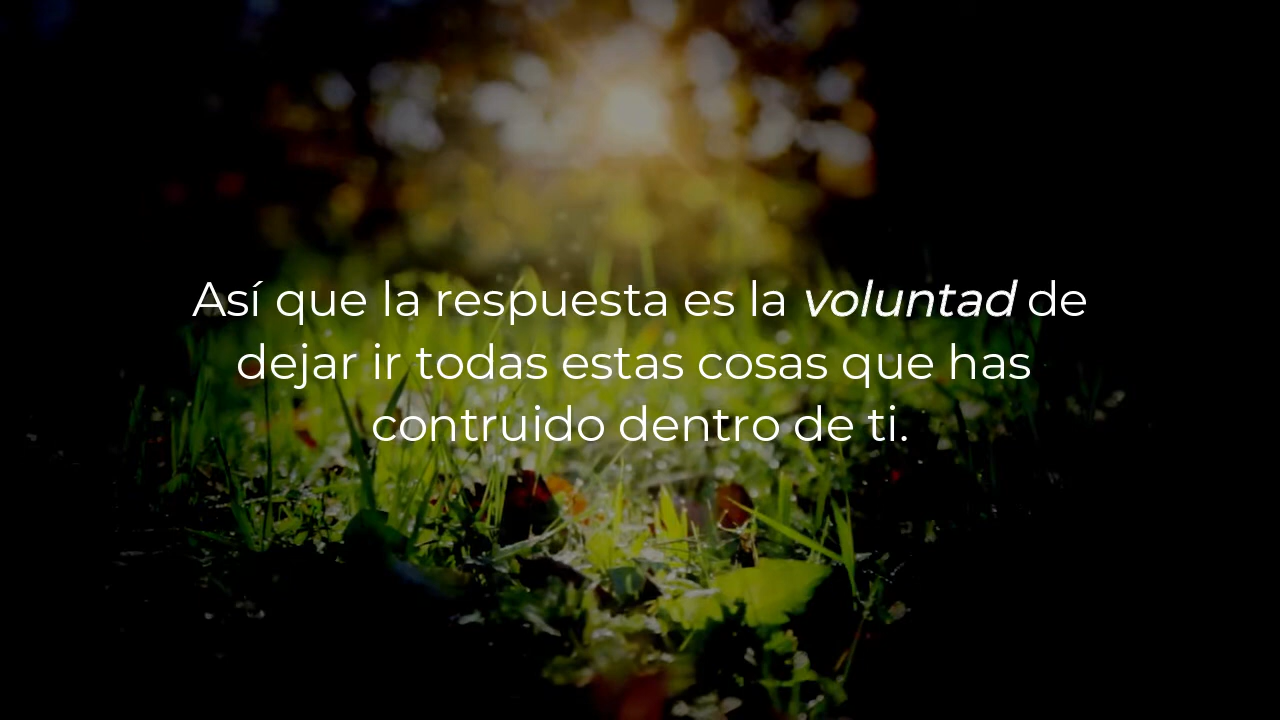 Así que la respuesta es la voluntad de
dejar ir todas estas cosas que has
contruido dentro de ti.